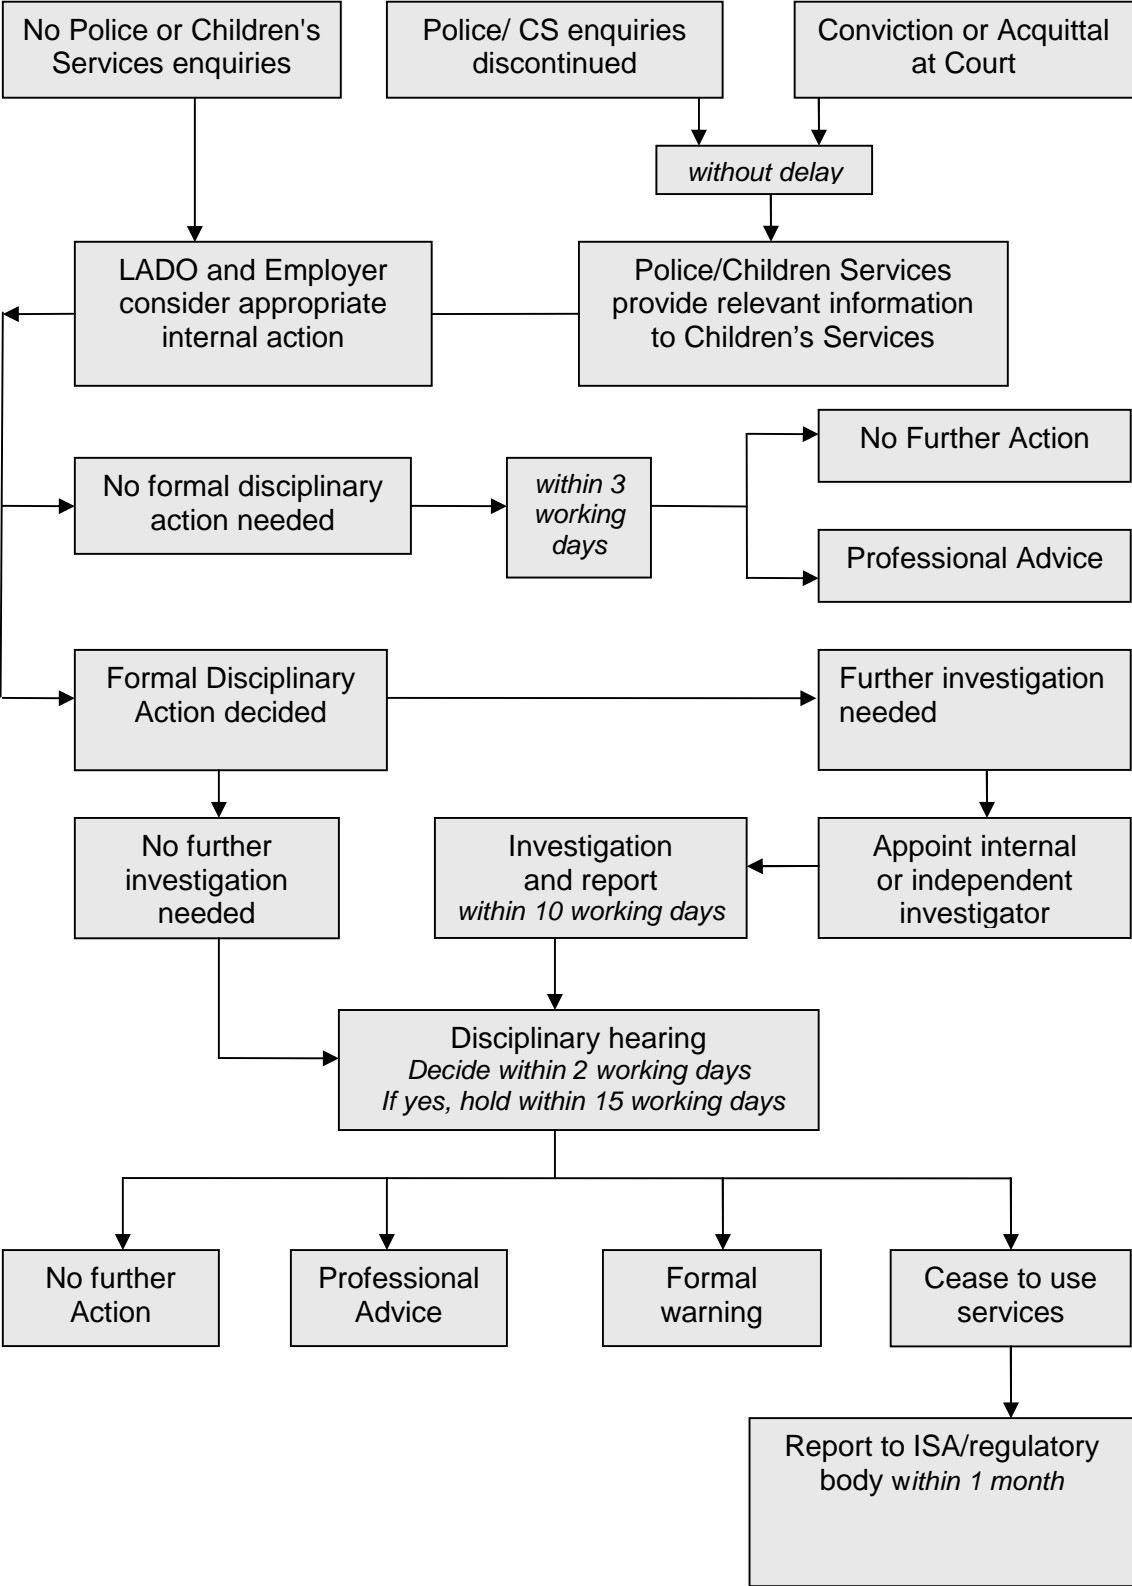 No Police or Children's
Services enquiries
Police/ CS enquiries
discontinued
Conviction or Acquittal
at Court
without delay
LADO and Employer
consider appropriate
internal action
Police/Children Services
provide relevant information
to Children’s Services
No Further Action
No formal disciplinary
action needed
within 3
working
days
Professional Advice
Formal Disciplinary
Action decided
Further investigation
needed
No further
investigation
needed
Investigation
and report
within 10 working days
Appoint internal
or independent
investigator
Disciplinary hearing
Decide within 2 working days
If yes, hold within 15 working days
No further
Action
Professional
Advice
Formal
warning
Cease to use
services
Report to ISA/regulatory
body within 1 month